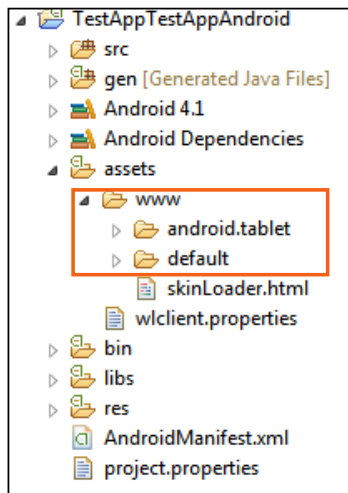 TestAppTestAppAndroid
src
gen [Generated Java Files]
Android 4.1
Android Dependencies
assets
www
android.tablet
default
skinLoader.html
wlclient.properties
bin
libs
res
AndroidManifest.xml
project.properties